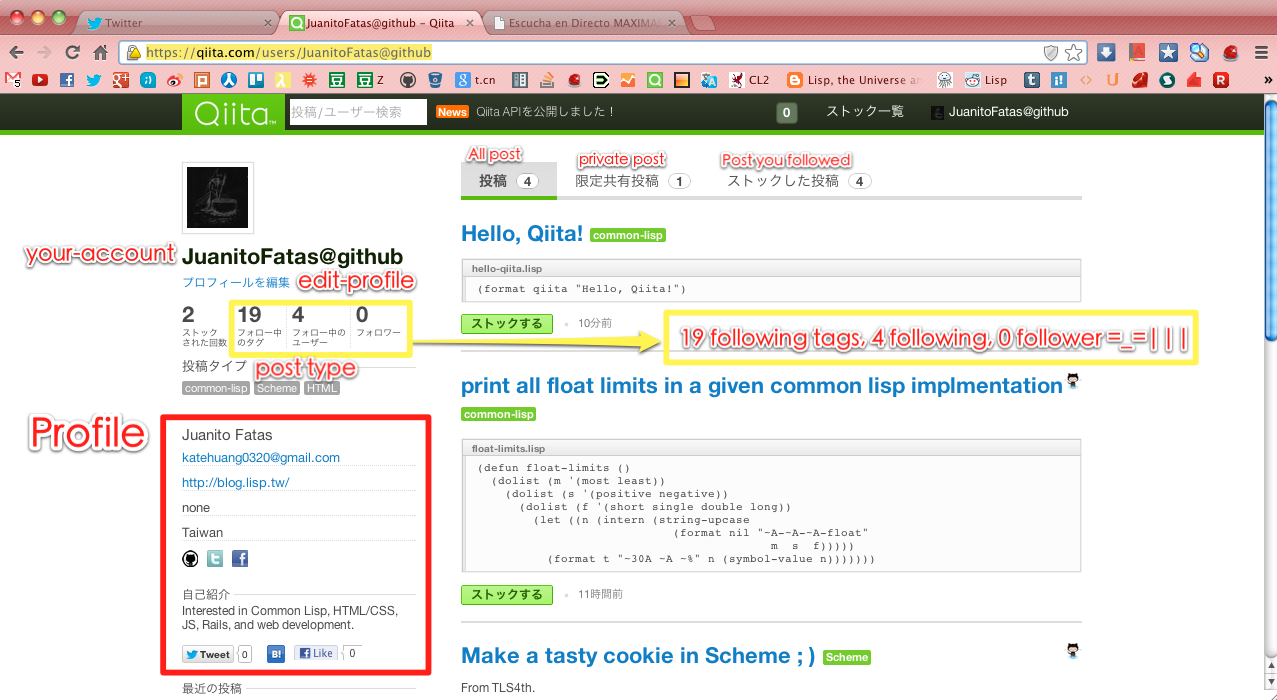 Twitter
JuanitoFatas@github - Qiita
Escucha en Directo MAXIMA
https://qiita.com/users/JuanitoFatas@github
5
Z
t.cn
CL2
Lisp, the Universe an
Lisp
»
Qiita™
投稿/ユーザー検索
News
Qiita APIを公開しました！
0
ストック一覧
JuanitoFatas@github
All post
private post
Post you followed
投稿 4
限定共有投稿 1
ストックした投稿 4
your-account
JuanitoFatas@github
プロフィールを編集
edit-profile
2
ストック
された回数
19
フォロー中
のタグ
4
フォロー中の
ユーザー
0
フォロワー
19 following tags, 4 following, 0 follower =_=| | |
投稿タイプ
post type
common-lisp Scheme HTML
Profile
Juanito Fatas
katehuang0320@gmail.com
http://blog.lisp.tw/
none
Taiwan
自己紹介
Interested in Common Lisp, HTML/CSS,
JS, Rails, and web development.
Tweet 0
B!
Like 0
最近の投稿
Hello, Qiita! common-lisp
hello-qiita.lisp
(format qiita "Hello, Qiita!")
ストックする
10分前
print all float limits in a given common lisp implmentation
common-lisp
float-limits.lisp
(defun float-limits ()
(dolist (m '(most least))
(dolist (s '(positive negative))
(dolist (f '(short single double long))
(let ((n (intern (string-upcase
(format nil "~A-~A-~A-float"
m s f)))))
(format t "~30A ~A ~%" n (symbol-value n)))))))
ストックする
11時間前
Make a tasty cookie in Scheme ; ) Scheme
From TLS4th.